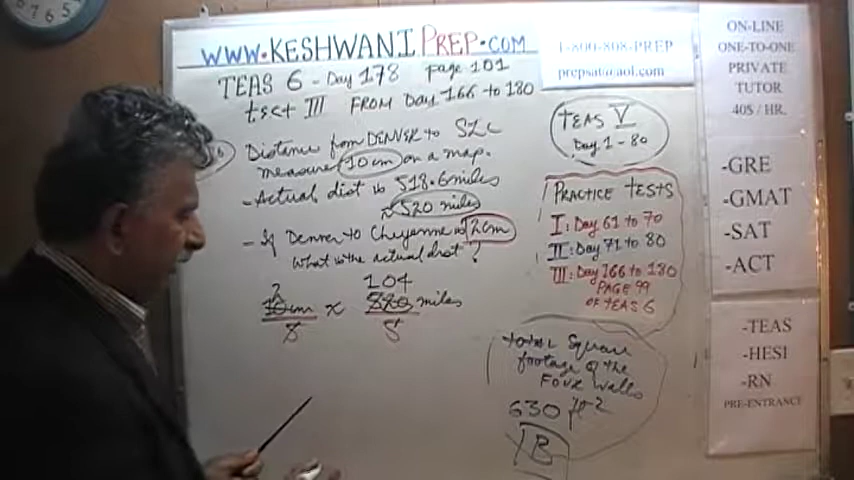 WWW.KESHWANIPREP.COM
TEAS 6 - Day 178 page 101
test III FROM Day 166 to 180
6 Distance from DENVER to SLC
measures 10cm on a map.
- Actual dist is 518.6 miles
≈ 520 miles
- If Denver to Cheyenne is 2cm
What is the actual dist?
2 104
10cm x 520 miles
5 5
1-800-808-PREP
prepsat@aol.com
TEAS V
Day 1 - 80
PRACTICE TESTS
I: Day 61 to 70
II: Day 71 to 80
III: Day 166 to 180
PAGE 99
OF TEAS 6
total Square
footage of the
FOUR walls
630 ft²
B
ON-LINE
ONE-TO-ONE
PRIVATE
TUTOR
40$ / HR.
-GRE
-GMAT
-SAT
-ACT
-TEAS
-HESI
-RN
PRE-ENTRANCE